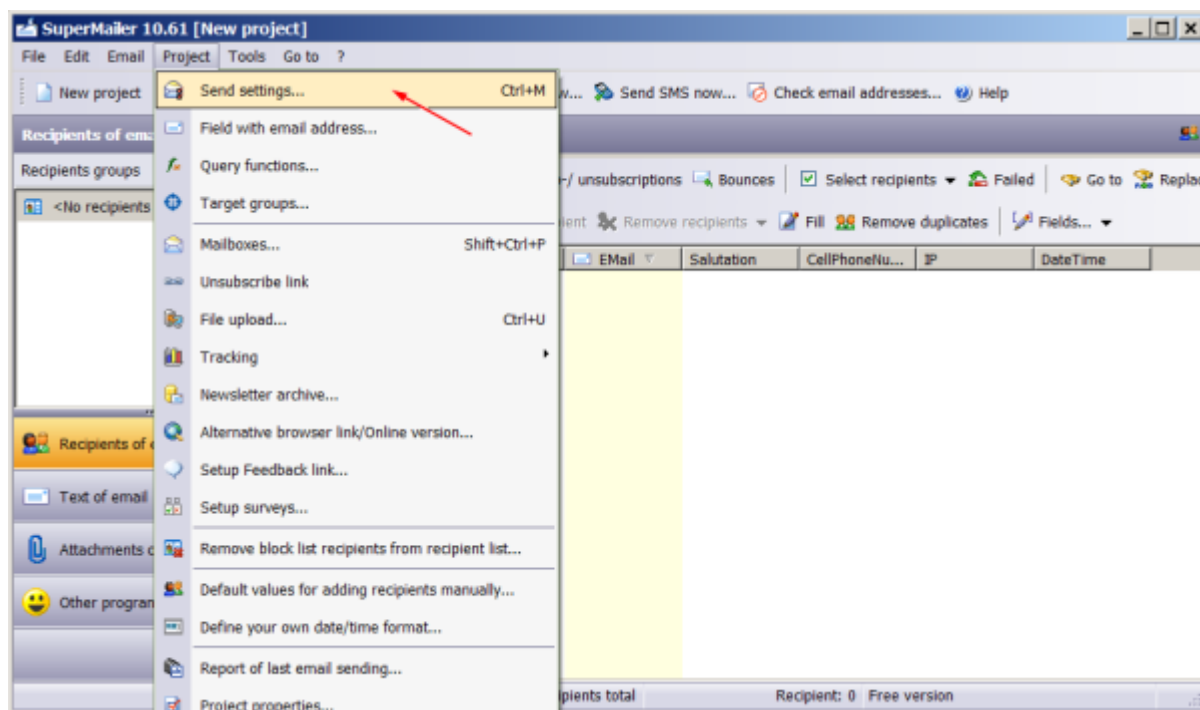 SuperMailer 10.61 [New project]
File Edit Email Project Tools Go to ?
New project
Send SMS now... Check email addresses... Help
Recipients of
Recipients groups
<No recipients
-/ unsubscriptions Bounces Select recipients Failed Go to
Remove recipients Fill Remove duplicates Fields...
EMail Salutation CellPhoneNu... IP DateTime
Send settings... Ctrl+M
Field with email address...
Query functions...
Target groups...
Mailboxes... Shift+Ctrl+P
Unsubscribe link
File upload... Ctrl+U
Tracking
Newsletter archive...
Alternative browser link/Online version...
Setup Feedback link...
Setup surveys...
Remove block list recipients from recipient list...
Default values for adding recipients manually...
Define your own date/time format...
Report of last email sending...
Project properties...
Recipients of
Text of email
Attachments
Other
total Recipient: 0 Free version